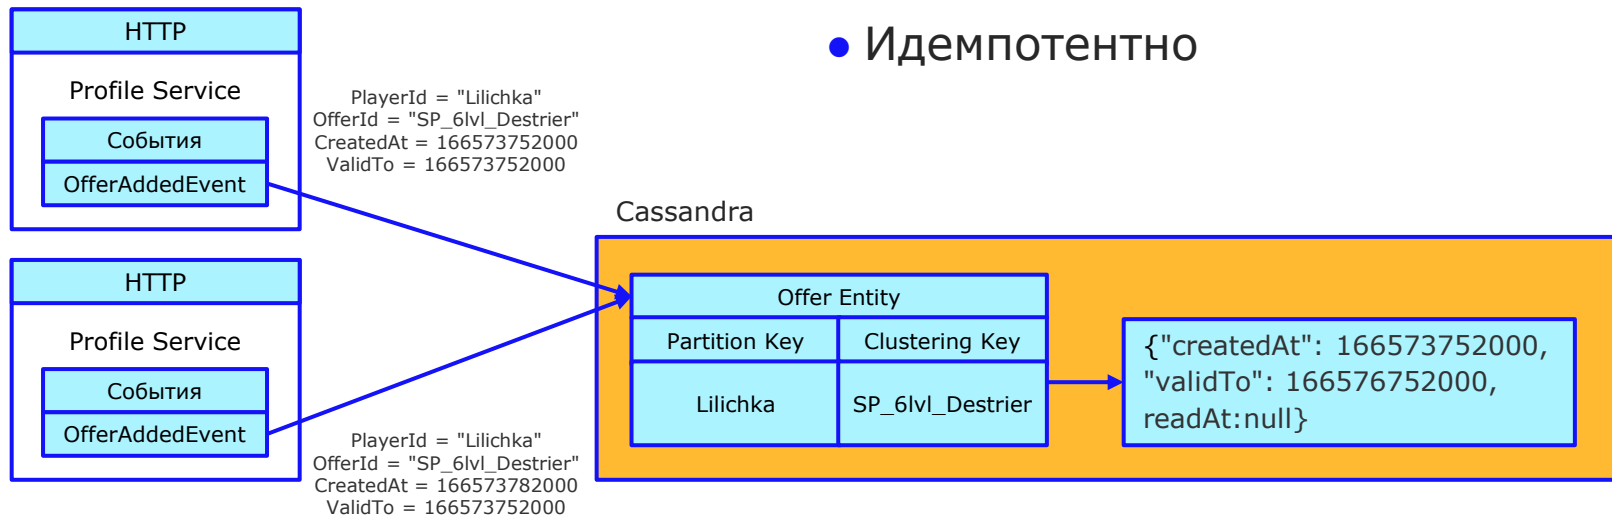 HTTP
Profile Service
События
OfferAddedEvent
PlayerId = "Lilichka"
OfferId = "SP_6lvl_Destrier"
CreatedAt = 166573752000
ValidTo = 166573752000
• Идемпотентно
HTTP
Profile Service
События
OfferAddedEvent
PlayerId = "Lilichka"
OfferId = "SP_6lvl_Destrier"
CreatedAt = 166573782000
ValidTo = 166573752000
Cassandra
Offer Entity
Partition Key
Clustering Key
Lilichka
SP_6lvl_Destrier
{"createdAt": 166573752000,
"validTo": 166576752000,
readAt:null}